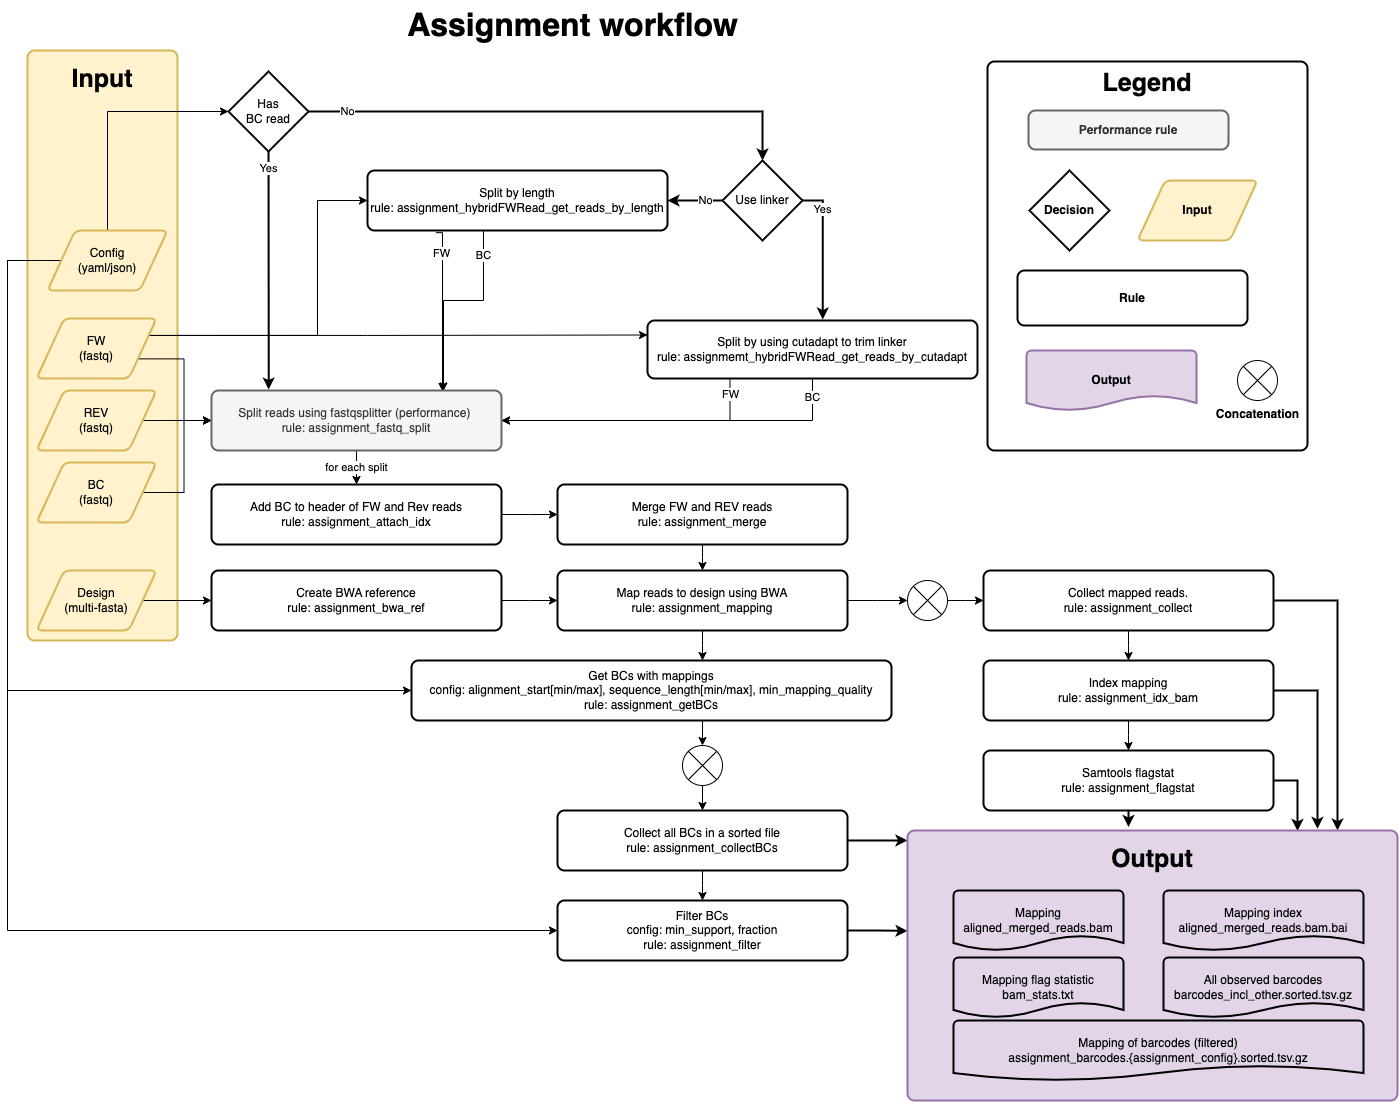 Assignment workflow
Input
Config
(yaml/json)
FW
(fastq)
REV
(fastq)
BC
(fastq)
Design
(multi-fasta)
Has
BC read
No
Yes
Use linker
No
Yes
Split by length
rule: assignment_hybridFWRead_get_reads_by_length
FW
BC
Split by using cutadapt to trim linker
rule: assignmemt_hybridFWRead_get_reads_by_cutadapt
FW
BC
Split reads using fastqsplitter (performance)
rule: assignment_fastq_split
for each split
Add BC to header of FW and Rev reads
rule: assignment_attach_idx
Merge FW and REV reads
rule: assignment_merge
Create BWA reference
rule: assignment_bwa_ref
Map reads to design using BWA
rule: assignment_mapping
Collect mapped reads.
rule: assignment_collect
Get BCs with mappings
config: alignment_start[min/max], sequence_length[min/max], min_mapping_quality
rule: assignment_getBCs
Index mapping
rule: assignment_idx_bam
Samtools flagstat
rule: assignment_flagstat
Collect all BCs in a sorted file
rule: assignment_collectBCs
Filter BCs
config: min_support, fraction
rule: assignment_filter
Legend
Performance rule
Decision
Input
Rule
Output
Concatenation
Output
Mapping
aligned_merged_reads.bam
Mapping index
aligned_merged_reads.bam.bai
Mapping flag statistic
bam_stats.txt
All observed barcodes
barcodes_incl_other.sorted.tsv.gz
Mapping of barcodes (filtered)
assignment_barcodes.{assignment_config}.sorted.tsv.gz